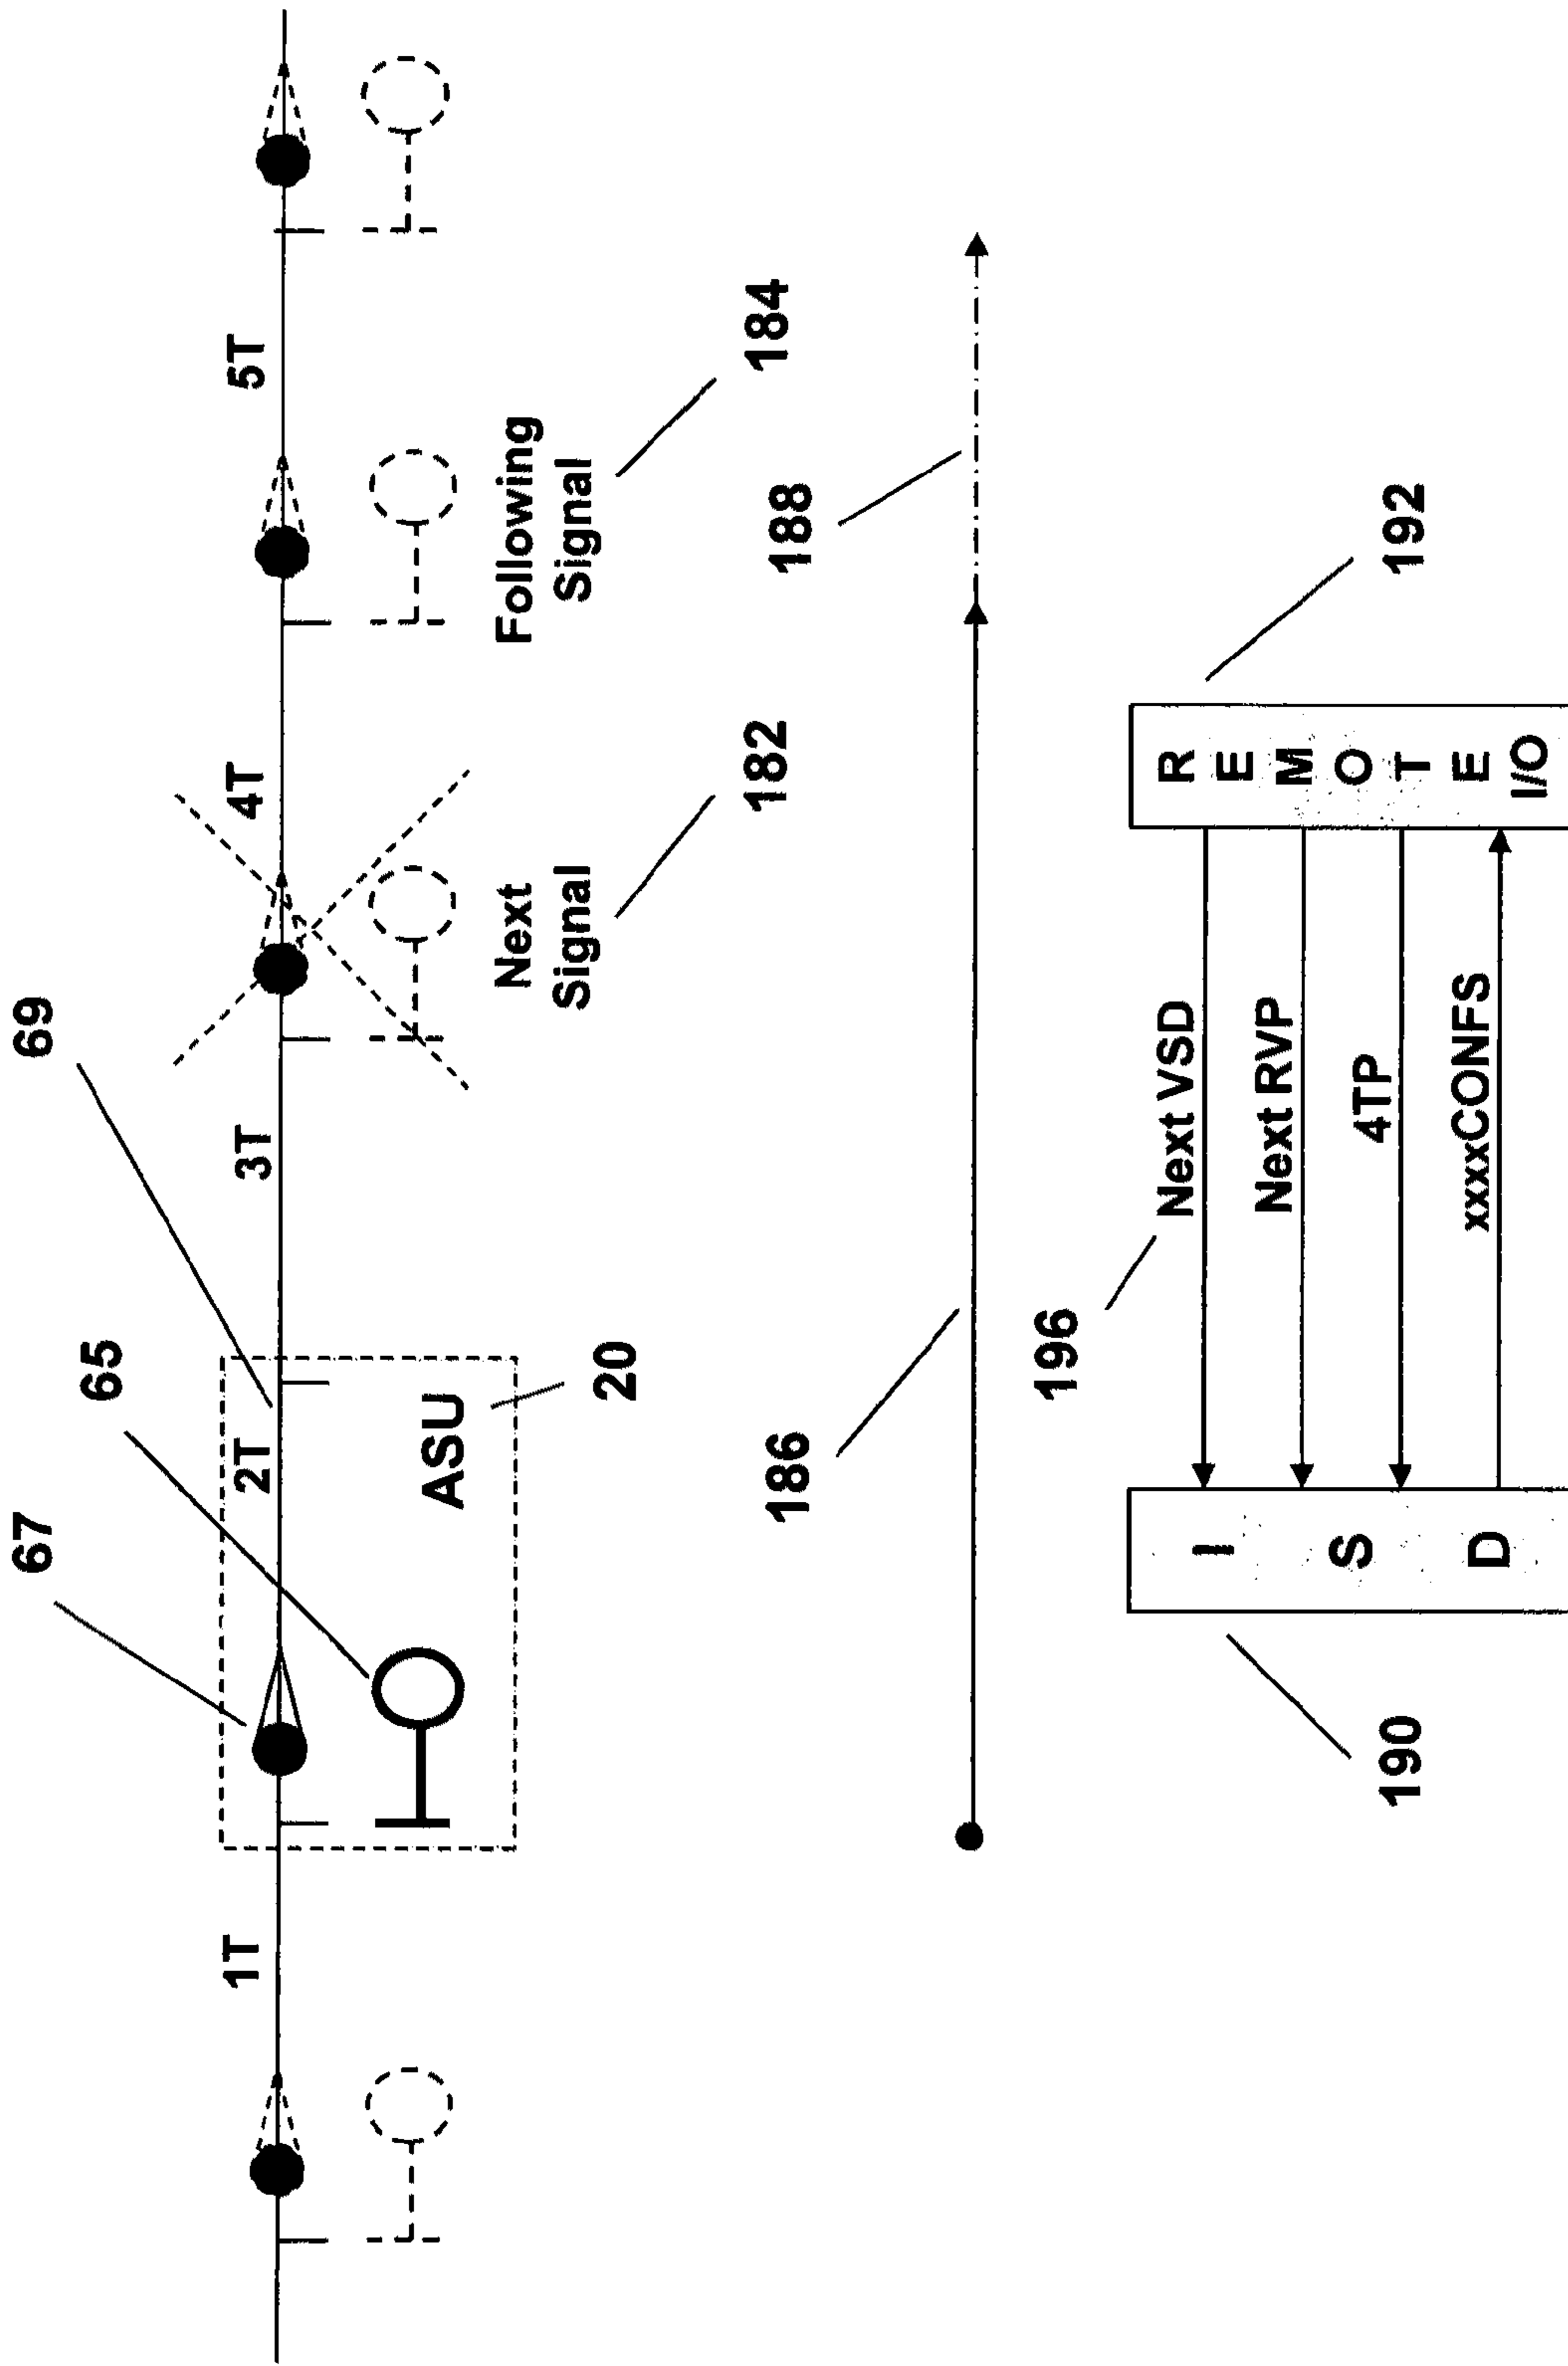 67
65
69
1T
2T
3T
4T
5T
ASU
20
Next
Signal
182
Following
Signal
184
186
188
196
190
I
S
D
Next VSD
Next RVP
4TP
xxxxCONFS
R
E
M
O
T
E
I/O
192